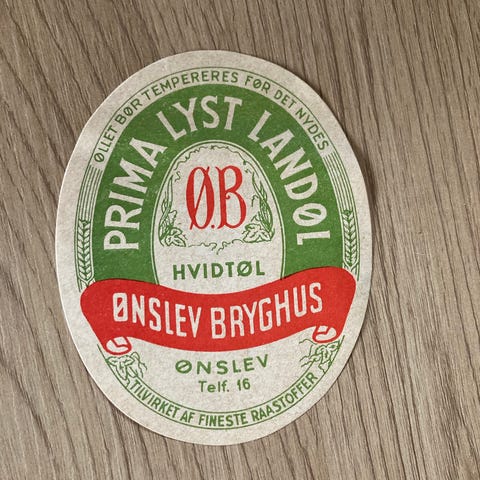 ØLLET BØR TEMPERERES FØR DET NYDES
PRIMA LYST LANDØL
Ø.B.
HVIDTØL
ØNSLEV BRYGHUS
ØNSLEV
Telf. 16
TILVIRKET AF FINESTE RAASTOFFER